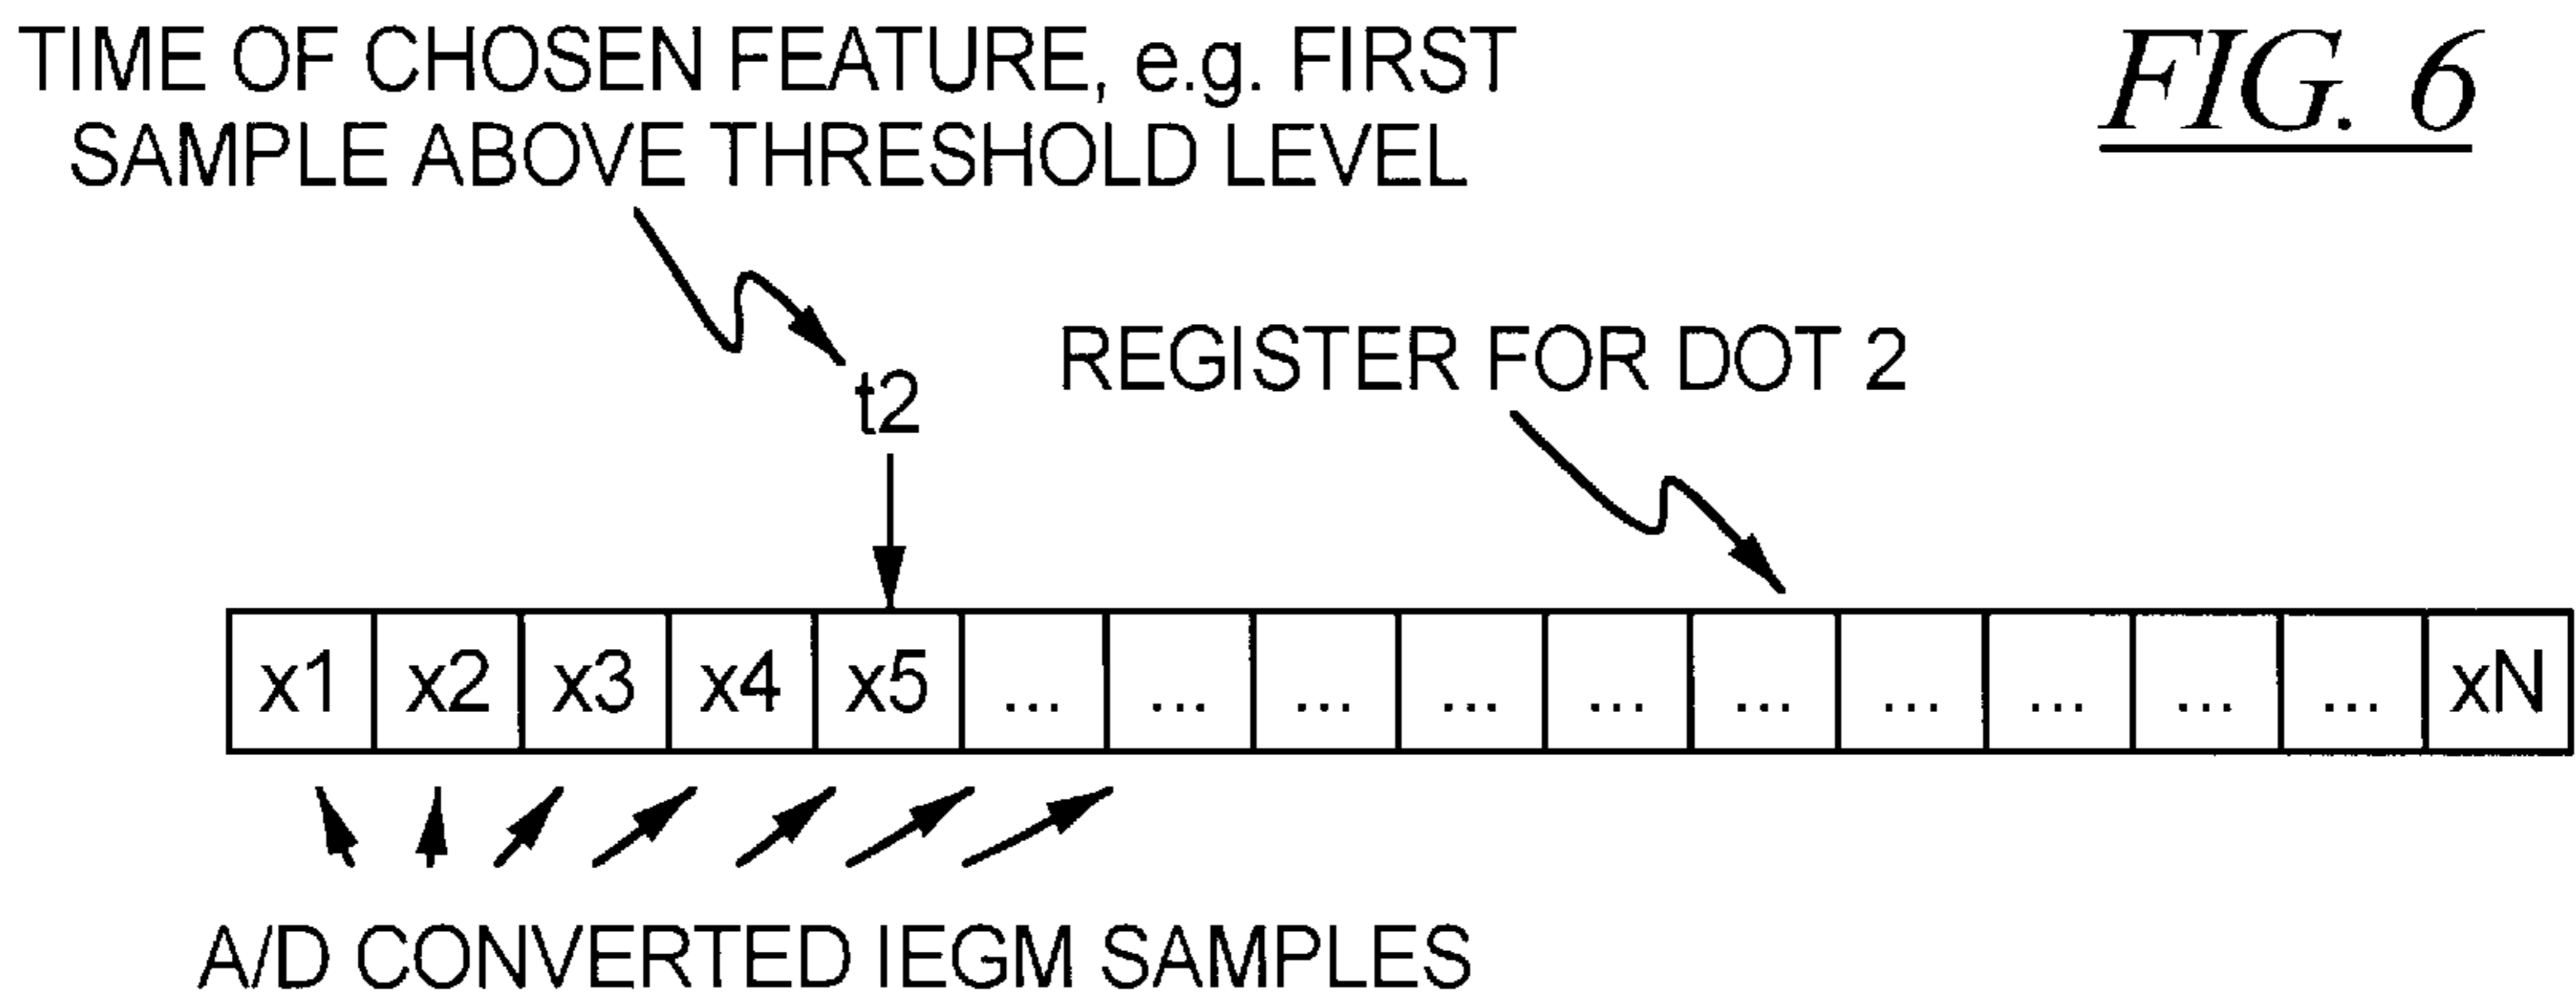 TIME OF CHOSEN FEATURE, e.g. FIRST
SAMPLE ABOVE THRESHOLD LEVEL
FIG. 6
t2
REGISTER FOR DOT 2
x1 x2 x3 x4 x5 ... ... ... ... ... ... ... ... ... ... xN
A/D CONVERTED IEGM SAMPLES